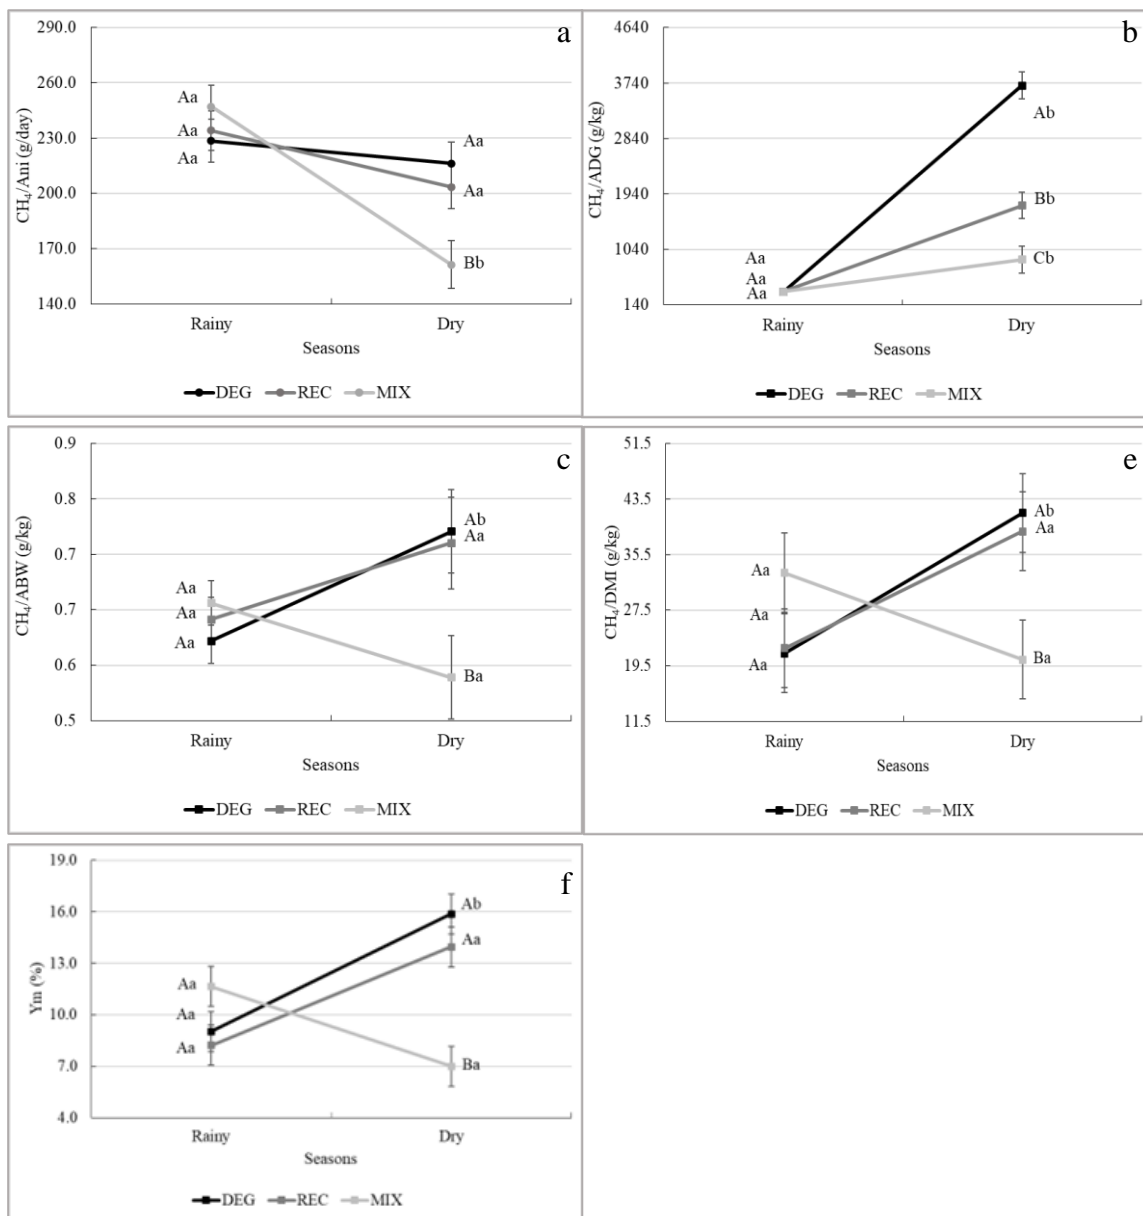 a
CH₄/Ani (g/day)
290.0
260.0
230.0
200.0
170.0
140.0
Aa
Aa
Aa
Aa
Aa
Bb
Rainy
Dry
Seasons
DEG REC MIX
b
CH₄/ADG (g/kg)
4640
3740
2840
1940
1040
140
Aa
Aa
Aa
Ab
Bb
Cb
Rainy
Dry
Seasons
DEG REC MIX
c
CH₄/ABW (g/kg)
0.9
0.8
0.7
0.7
0.6
0.5
Aa
Aa
Aa
Ab
Aa
Ba
Rainy
Dry
Seasons
DEG REC MIX
e
CH₄/DMI (g/kg)
51.5
43.5
35.5
27.5
19.5
11.5
Aa
Aa
Aa
Ab
Aa
Ba
Rainy
Dry
Seasons
DEG REC MIX
f
Ym (%)
19.0
16.0
13.0
10.0
7.0
4.0
Aa
Aa
Aa
Ab
Aa
Ba
Rainy
Dry
Seasons
DEG REC MIX